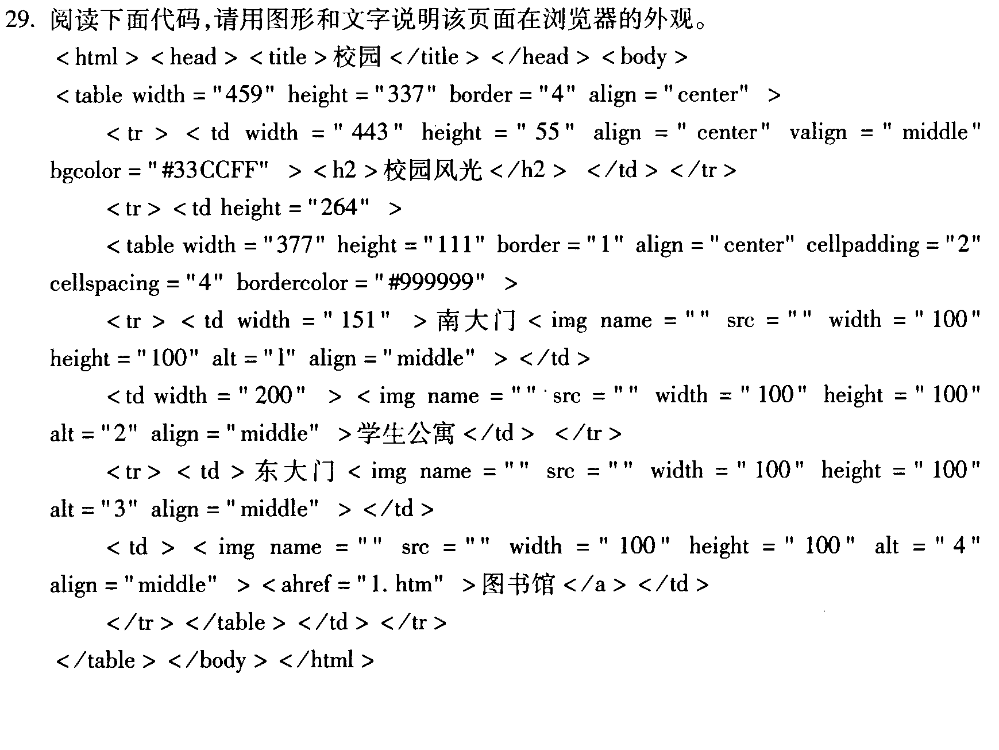 29. 阅读下面代码,请用图形和文字说明该页面在浏览器的外观。
<html> <head> <title>校园</title> </head> <body>
<table width="459" height="337" border="4" align="center" >
<tr > < td width = "443" height = "55" align = "center" valign = "middle"
bgcolor="#33CCFF" > <h2>校园风光</h2> </td></tr>
<tr> <td height="264" >
<table width="377" height="111" border="1" align="center" cellpadding="2"
cellspacing="4" bordercolor="#999999" >
<tr > < td width = "151" >南大门< img name = "" src = "" width = "100"
height="100" alt="l" align="middle" > </td>
<td width = "200" > < img name = "" src = "" width = "100" height = "100"
alt="2" align="middle" >学生公寓</td> </tr>
<tr> < td >东大门< img name = "" src = "" width = "100" height = "100"
alt="3" align="middle" > </td>
< td > < img name = "" src = "" width = "100" height = "100" alt = "4"
align="middle" > <ahref="1. htm" >图书馆</a> </td>
</tr> </table> </td> </tr>
</table> </body> </html>